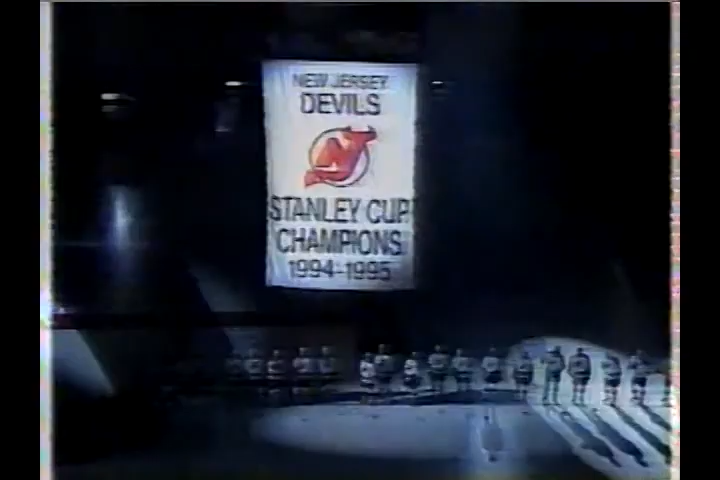 NEW JERSEY
DEVILS
STANLEY CUP
CHAMPIONS
1994-1995